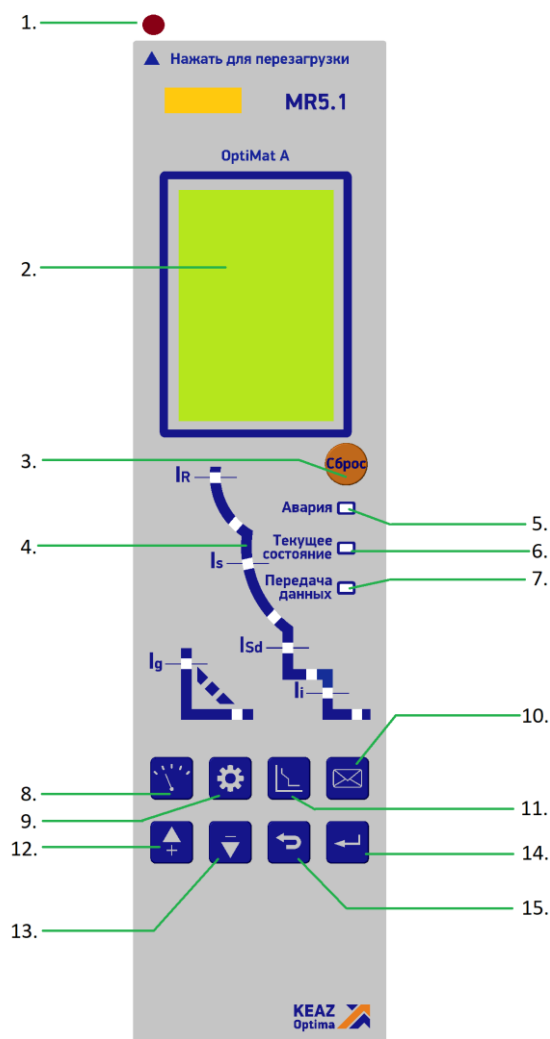 1.
Нажать для перезагрузки
MR5.1
OptiMat A
2.
3.
Сброс
IR
Авария
5.
4.
Текущее
состояние
6.
Is
Передача
данных
7.
ISd
Ig
Ii
10.
8.
9.
11.
12.
+
–
14.
13.
15.
KEAZ
Optima